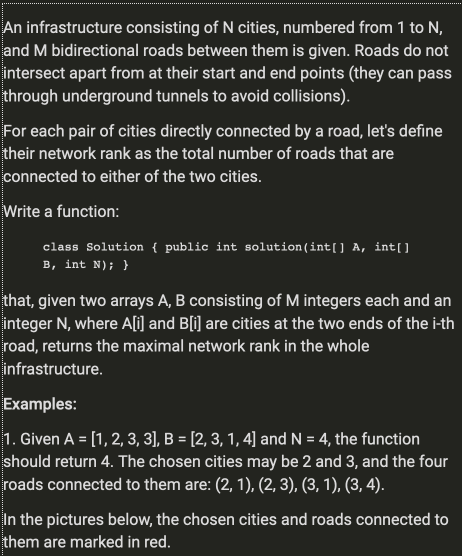 An infrastructure consisting of N cities, numbered from 1 to N,
and M bidirectional roads between them is given. Roads do not
intersect apart from at their start and end points (they can pass
through underground tunnels to avoid collisions).
For each pair of cities directly connected by a road, let's define
their network rank as the total number of roads that are
connected to either of the two cities.
Write a function:
class Solution { public int solution(int[] A, int[]
B, int N); }
that, given two arrays A, B consisting of M integers each and an
integer N, where A[i] and B[i] are cities at the two ends of the i-th
road, returns the maximal network rank in the whole
infrastructure.
Examples:
1. Given A = [1, 2, 3, 3], B = [2, 3, 1, 4] and N = 4, the function
should return 4. The chosen cities may be 2 and 3, and the four
roads connected to them are: (2, 1), (2, 3), (3, 1), (3, 4).
In the pictures below, the chosen cities and roads connected to
them are marked in red.